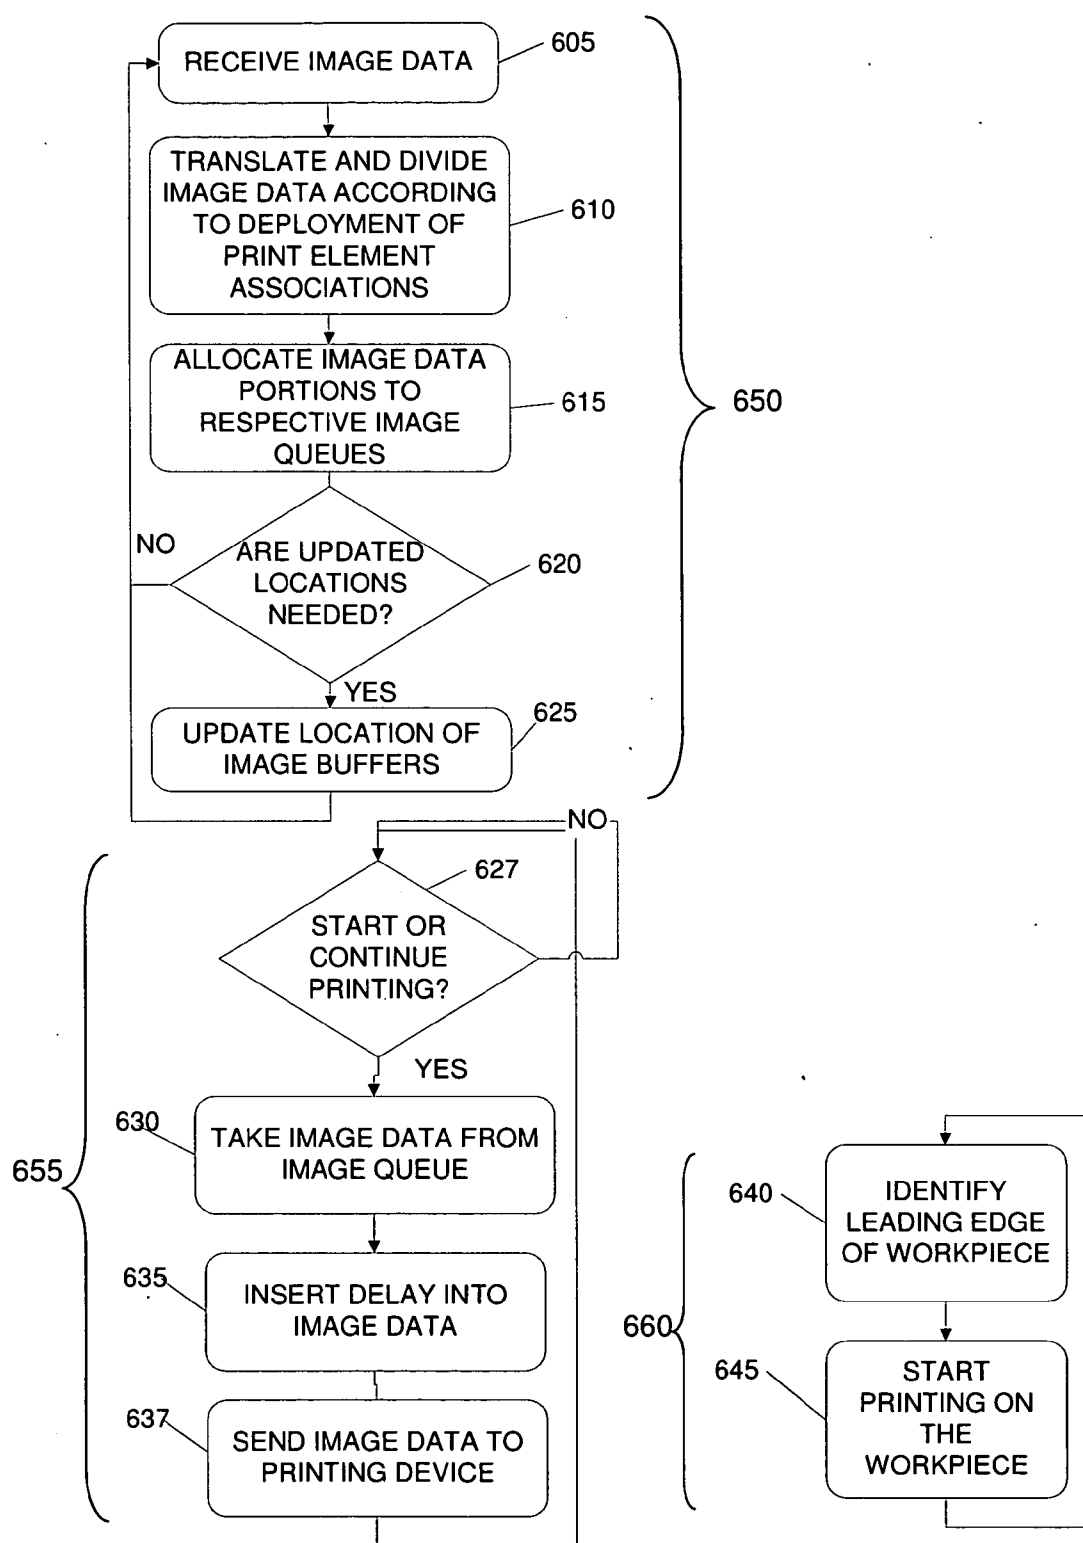 RECEIVE IMAGE DATA
605
TRANSLATE AND DIVIDE
IMAGE DATA ACCORDING
TO DEPLOYMENT OF
PRINT ELEMENT
ASSOCIATIONS
610
ALLOCATE IMAGE DATA
PORTIONS TO
RESPECTIVE IMAGE
QUEUES
615
650
NO
ARE UPDATED
LOCATIONS
NEEDED?
620
YES
UPDATE LOCATION OF
IMAGE BUFFERS
625
NO
627
START OR
CONTINUE
PRINTING?
YES
630
TAKE IMAGE DATA FROM
IMAGE QUEUE
655
635
INSERT DELAY INTO
IMAGE DATA
637
SEND IMAGE DATA TO
PRINTING DEVICE
640
IDENTIFY
LEADING EDGE
OF WORKPIECE
660
645
START
PRINTING ON
THE
WORKPIECE